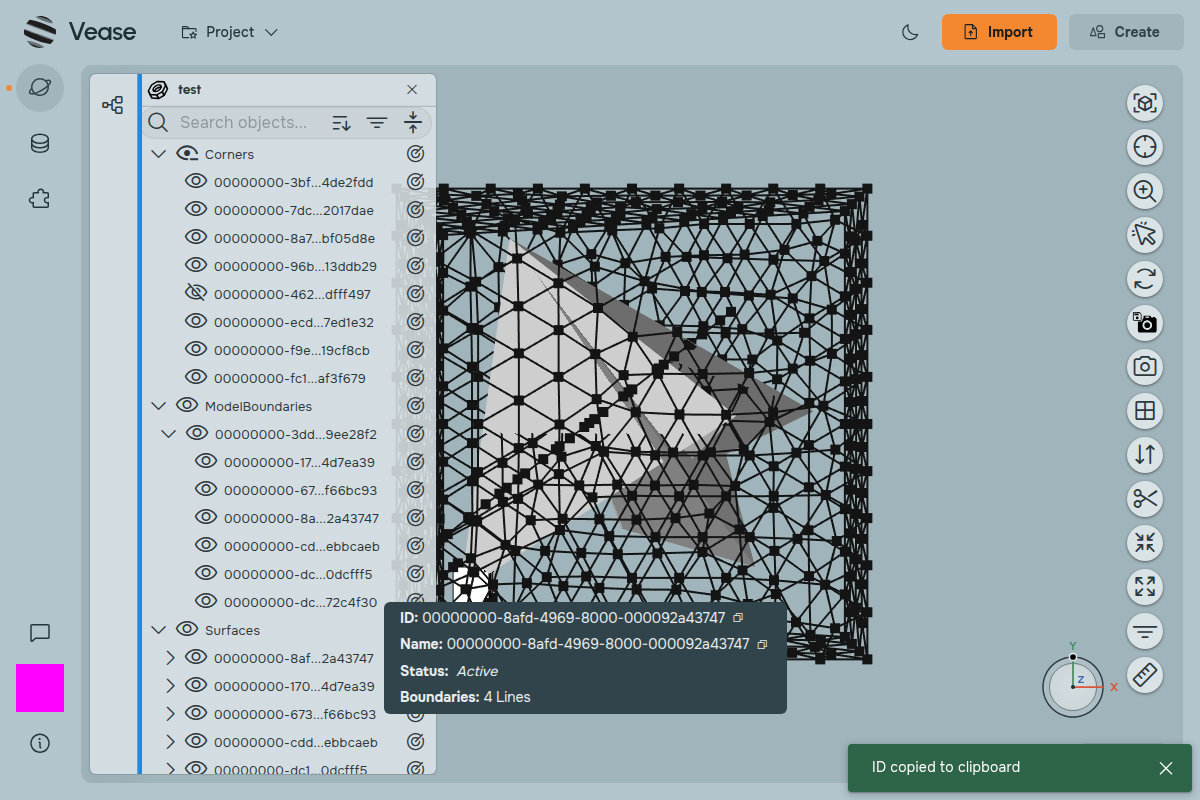 Vease
Project
Import
Create
test
Search objects...
Corners
00000000-3bf...4de2fdd
00000000-7dc...2017dae
00000000-8a7...bf05d8e
00000000-96b...13ddb29
00000000-462...dfff497
00000000-ecd...7ed1e32
00000000-f9e...19cf8cb
00000000-fc1...af3f679
ModelBoundaries
00000000-3dd...9ee28f2
00000000-17...4d7ea39
00000000-67...f66bc93
00000000-8a...2a43747
00000000-cd...ebbcaeb
00000000-dc...0dcfff5
00000000-dc...72c4f30
Surfaces
00000000-8af...2a43747
00000000-170...4d7ea39
00000000-673...f66bc93
00000000-cdd...ebbcaeb
00000000-dc1...0dcfff5
ID: 00000000-8afd-4969-8000-000092a43747
Name: 00000000-8afd-4969-8000-000092a43747
Status: Active
Boundaries: 4 Lines
Y
Z
X
ID copied to clipboard